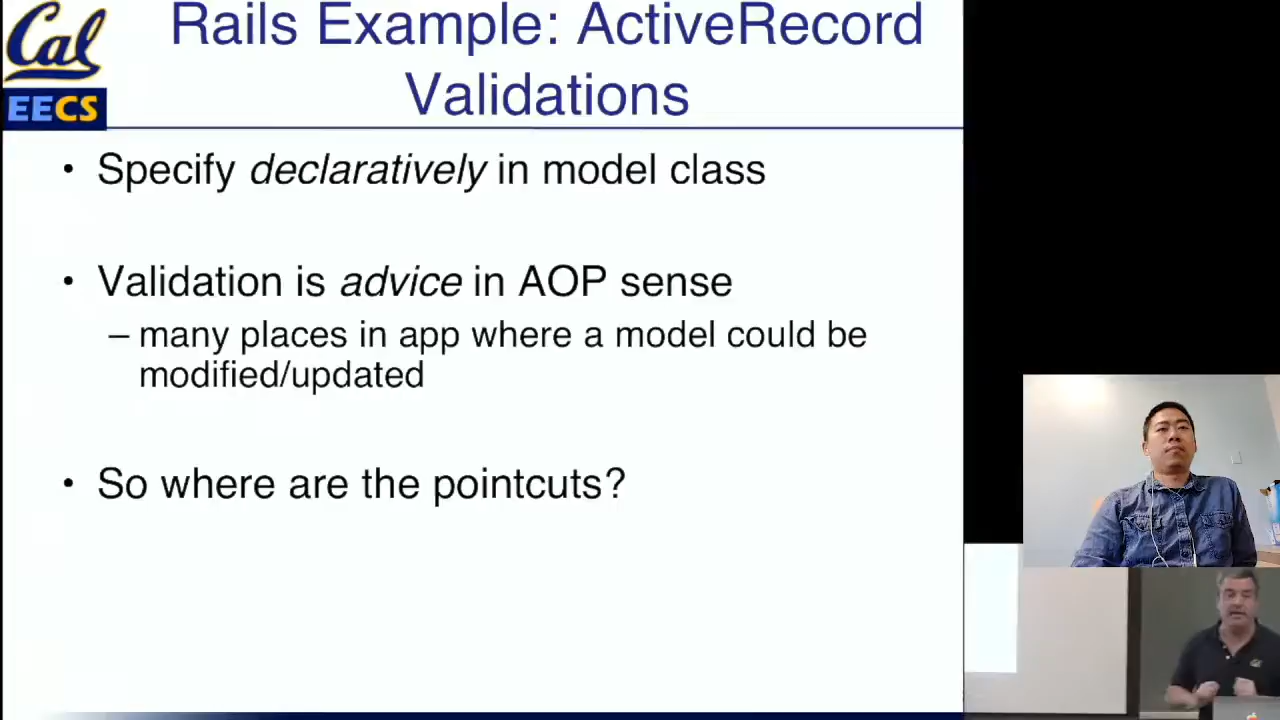 Cal
EECS
Rails Example: ActiveRecord
Validations
• Specify declaratively in model class
• Validation is advice in AOP sense
– many places in app where a model could be
modified/updated
• So where are the pointcuts?
Cal